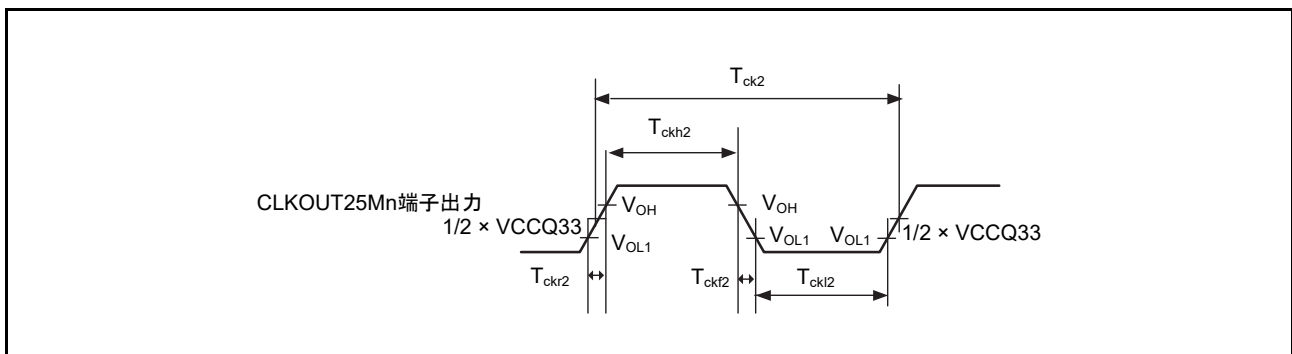 Tck2
Tckh2
CLKOUT25Mn端子出力
1/2 × VCCQ33
VOH
VOH
VOL1
VOL1
VOL1
1/2 × VCCQ33
Tckr2
Tckf2
Tckl2